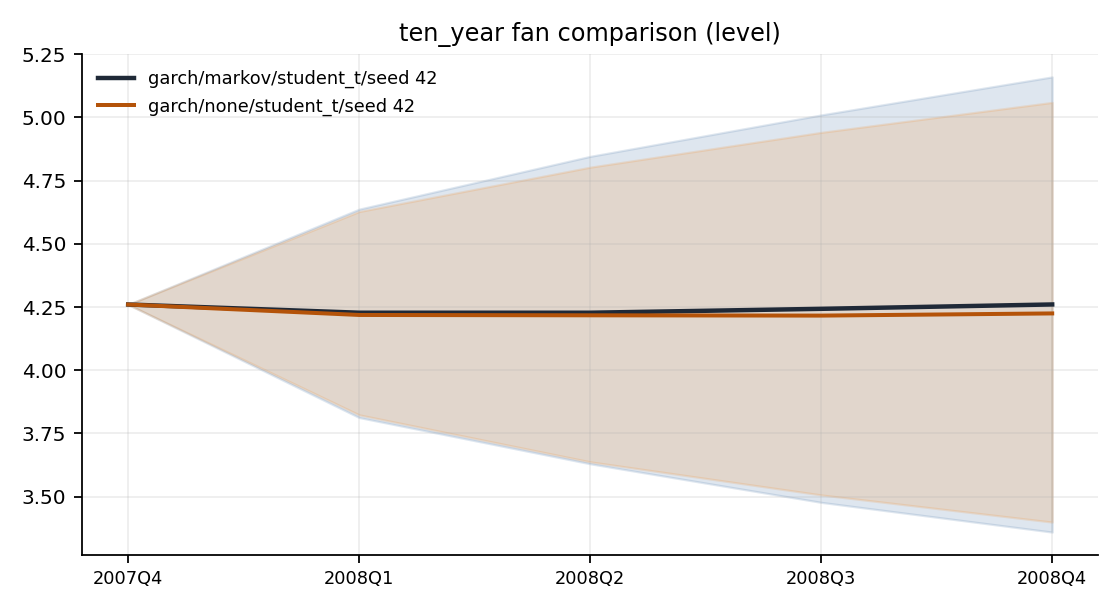 ten_year fan comparison (level)
garch/markov/student_t/seed 42
garch/none/student_t/seed 42
5.25
5.00
4.75
4.50
4.25
4.00
3.75
3.50
2007Q4
2008Q1
2008Q2
2008Q3
2008Q4